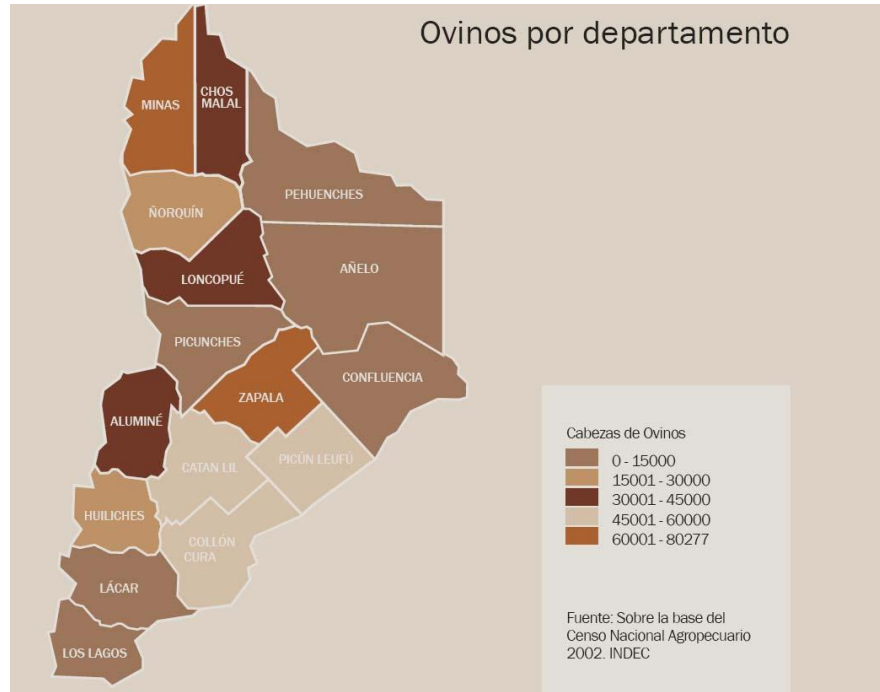 Ovinos por departamento
MINAS
CHOS
MALAL
PEHUENCHES
ÑORQUÍN
LONCOPUÉ
AÑELO
PICUNCHES
CONFLUENCIA
ZAPALA
ALUMINÉ
CATAN LIL
PICÚN LEUFÚ
HUILICHES
COLLÓN
CURA
LÁCAR
LOS LAGOS
Cabezas de Ovinos
0 - 15000
15001 - 30000
30001 - 45000
45001 - 60000
60001 - 80277
Fuente: Sobre la base del
Censo Nacional Agropecuario
2002. INDEC